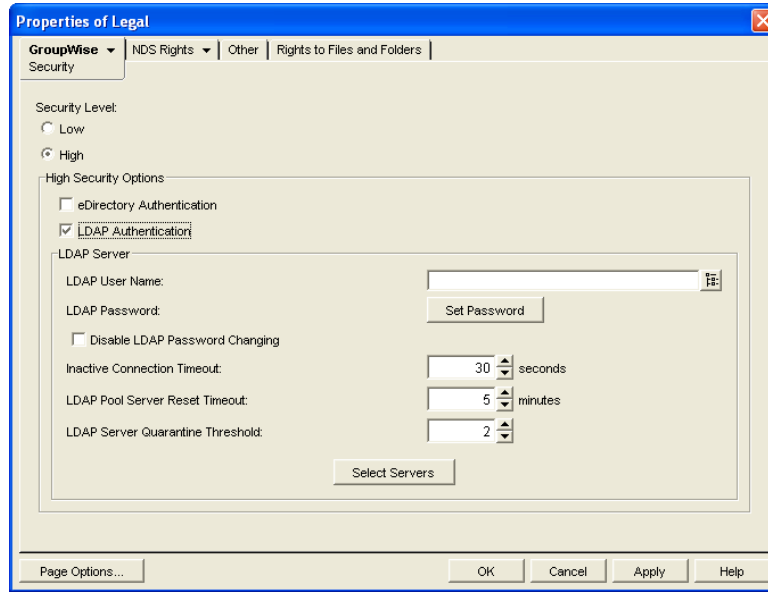 Properties of Legal
GroupWise NDS Rights Other Rights to Files and Folders
Security
Security Level:
Low
High
High Security Options
eDirectory Authentication
LDAP Authentication
LDAP Server
LDAP User Name:
LDAP Password: Set Password
Disable LDAP Password Changing
Inactive Connection Timeout: 30 seconds
LDAP Pool Server Reset Timeout: 5 minutes
LDAP Server Quarantine Threshold: 2
Select Servers
Page Options... OK Cancel Apply Help